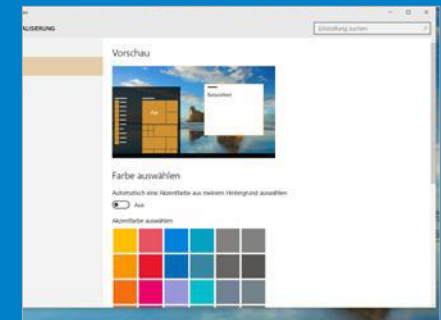 ALISIERUNG
Einstellung suchen
Vorschau
Aa
Beispieltext
Farbe auswählen
Automatisch eine Akzentfarbe aus meinem Hintergrund auswählen
Aus
Akzentfarbe auswählen